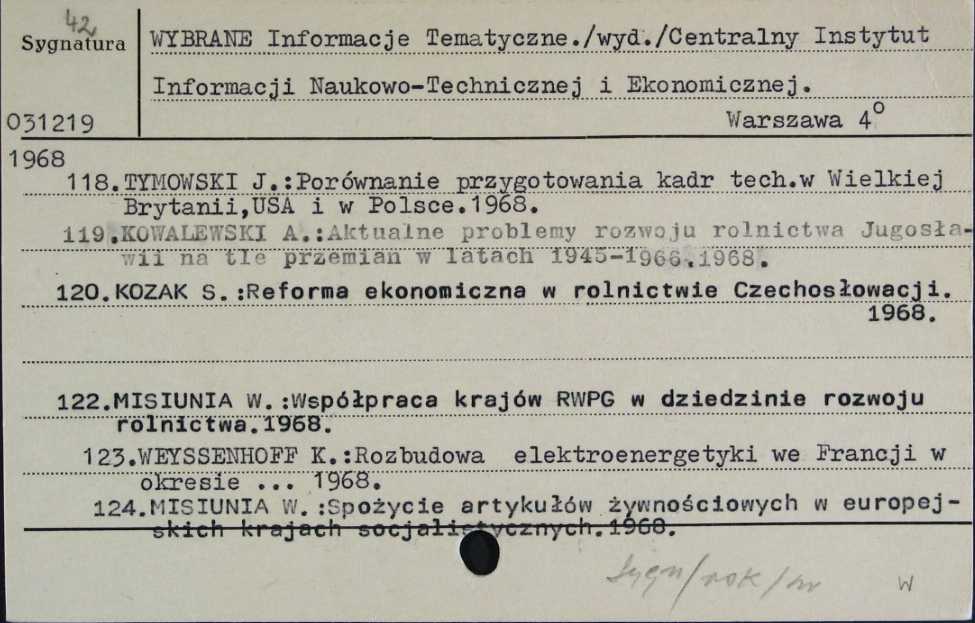 42
Sygnatura
WYBRANE Informacje Tematyczne./wyd./Centralny Instytut
Informacji Naukowo-Technicznej i Ekonomicznej.
031219
Warszawa 4°
1968
118.TYMOWSKI J.:Porównanie przygotowania kadr tech.w Wielkiej
Brytanii,USA i w Polsce.1968.
119.KOWALEWSKI A.:Aktualne problemy rozwoju rolnictwa Jugosła-
wii na tle przemian w latach 1945-1966.1968.
120.KOZAK S.:Reforma ekonomiczna w rolnictwie Czechosłowacji.
1968.
122.MISIUNIA W.:Współpraca krajów RWPG w dziedzinie rozwoju
rolnictwa.1968.
123.WEYSSENHOFF K.:Rozbudowa elektroenergetyki we Francji w
okresie ... 1968.
124.MISIUNIA W.:Spożycie artykułów żywnościowych w europej-
skich krajach socjalistycznych.1968.
Sygn/rok/nr
W